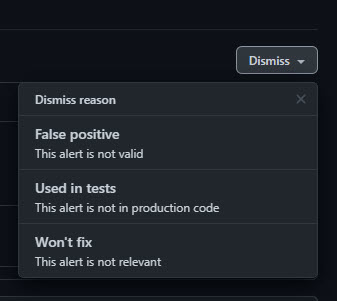 Dismiss
Dismiss reason
False positive
This alert is not valid
Used in tests
This alert is not in production code
Won't fix
This alert is not relevant